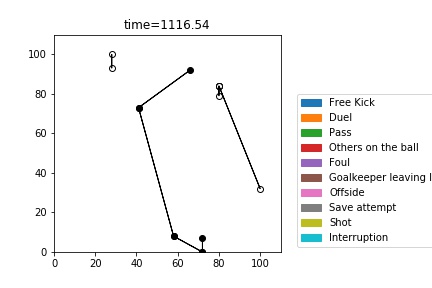 time=1116.54
100
80
60
40
20
0
0 20 40 60 80 100
Free Kick
Duel
Pass
Others on the ball
Foul
Goalkeeper leaving l
Offside
Save attempt
Shot
Interruption